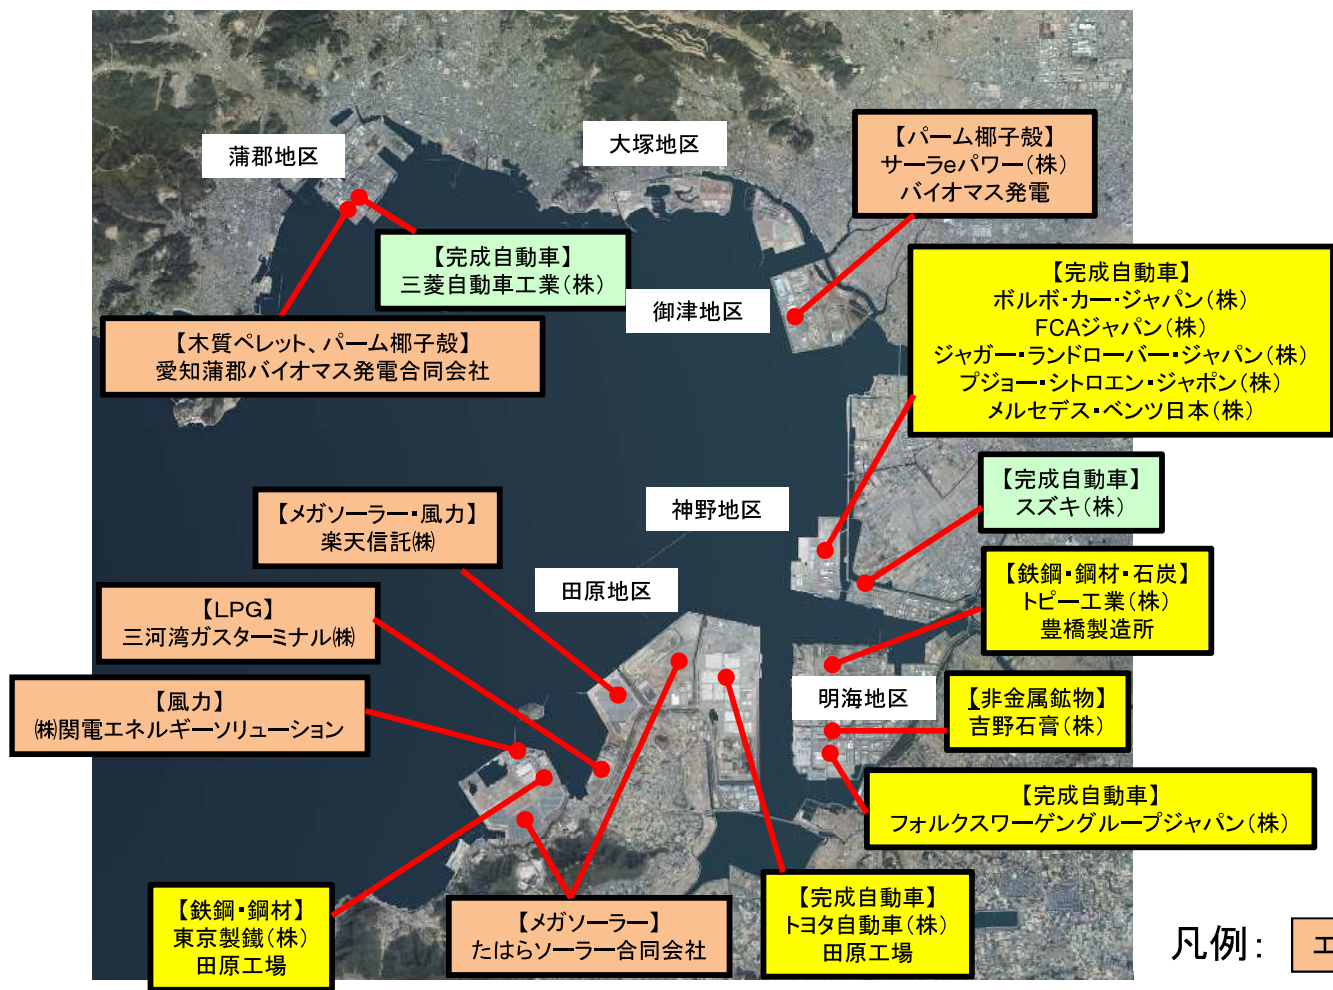 蒲郡地区
大塚地区
【パーム椰子殻】
サーラeパワー(株)
バイオマス発電
【完成自動車】
三菱自動車工業(株)
【完成自動車】
ボルボ・カー・ジャパン(株)
FCAジャパン(株)
ジャガー・ランドローバー・ジャパン(株)
プジョー・シトロエン・ジャポン(株)
メルセデス・ベンツ日本(株)
御津地区
【木質ペレット、パーム椰子殻】
愛知蒲郡バイオマス発電合同会社
【完成自動車】
スズキ(株)
【メガソーラー・風力】
楽天信託㈱
神野地区
【鉄鋼・鋼材・石炭】
トピー工業(株)
豊橋製造所
田原地区
【LPG】
三河湾ガスターミナル㈱
【風力】
㈱関電エネルギーソリューション
明海地区
【非金属鉱物】
吉野石膏(株)
【完成自動車】
フォルクスワーゲングループジャパン(株)
【鉄鋼・鋼材】
東京製鐵(株)
田原工場
【メガソーラー】
たはらソーラー合同会社
【完成自動車】
トヨタ自動車(株)
田原工場
凡例:
エ